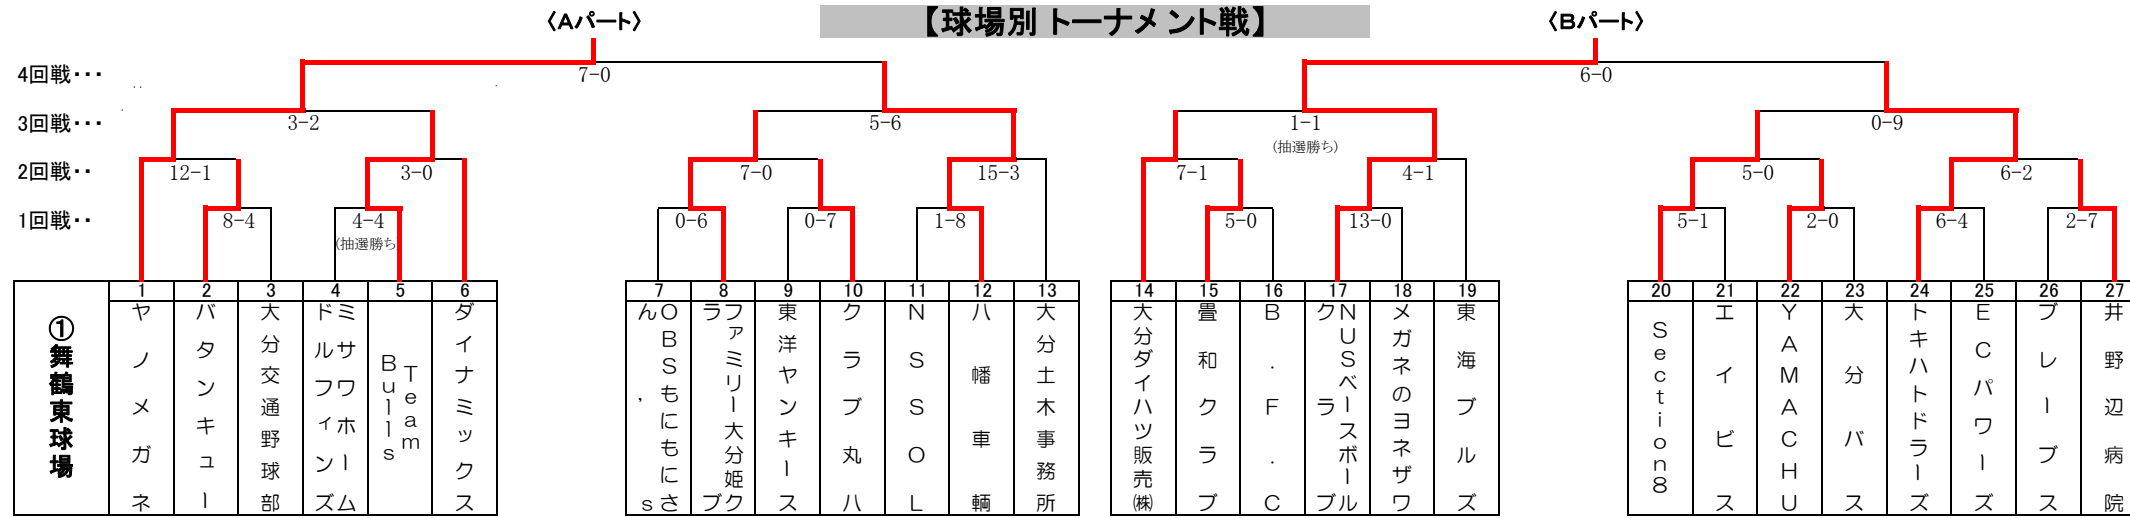 〈Aパート〉
【球場別 トーナメント戦】
〈Bパート〉
4回戦・・・
7-0
6-0
3回戦・・・
3-2
5-6
1-1
(抽選勝ち)
0-9
2回戦・・
12-1
3-0
7-0
15-3
7-1
4-1
5-0
6-2
1回戦・・
8-4
4-4
(抽選勝ち
0-6
0-7
1-8
5-0
13-0
5-1
2-0
6-4
2-7
①舞鶴東球場
1
ヤノメガネ
2
バタンキュー
3
大分交通野球部
4
ミサワホーム
ドルフィンズ
5
Team
Bulls
6
ダイナミックス
7
OBSもにもにさ
ん's
8
ファミリー大分姫ク
ラブ
9
東洋ヤンキース
10
クラブ丸八
11
NSSOL
12
八幡車輌
13
大分土木事務所
14
大分ダイハツ販売㈱
15
畳和クラブ
16
B.F.C
17
NUSベースボール
クラブ
18
メガネのヨネザワ
19
東海ブルズ
20
Section8
21
エイビス
22
YAMACHU
23
大分バス
24
トキハトドラーズ
25
ECパワーズ
26
ブレーブス
27
井野辺病院